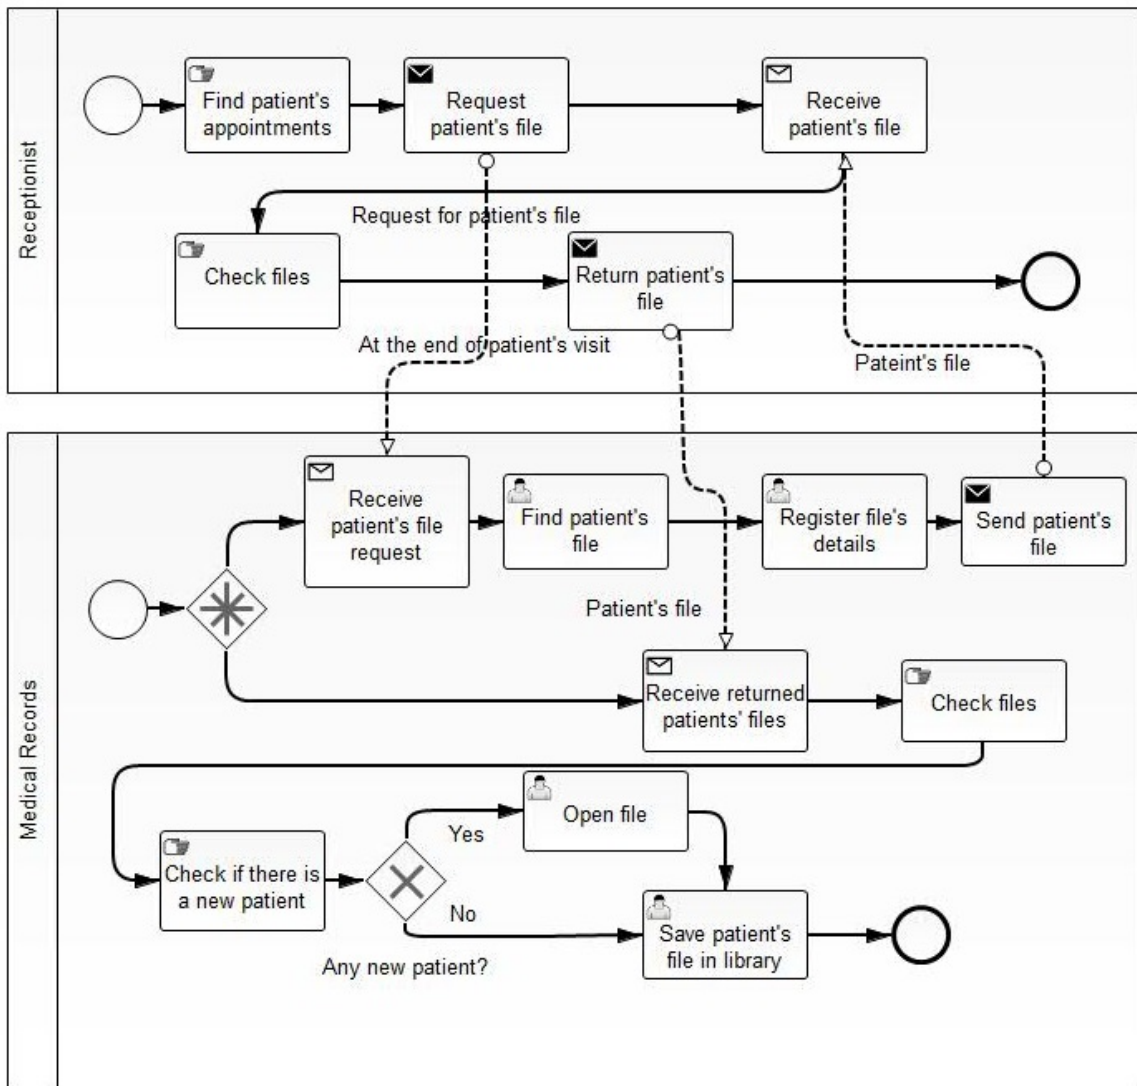 Receptionist
Find patient's
appointments
Request
patient's file
Receive
patient's file
Request for patient's file
Check files
Return patient's
file
At the end of patient's visit
Pateint's file
Medical Records
Receive
patient's file
request
Find patient's
file
Register file's
details
Send patient's
file
Patient's file
Receive returned
patients' files
Check files
Check if there is
a new patient
Yes
Open file
No
Save patient's
file in library
Any new patient?